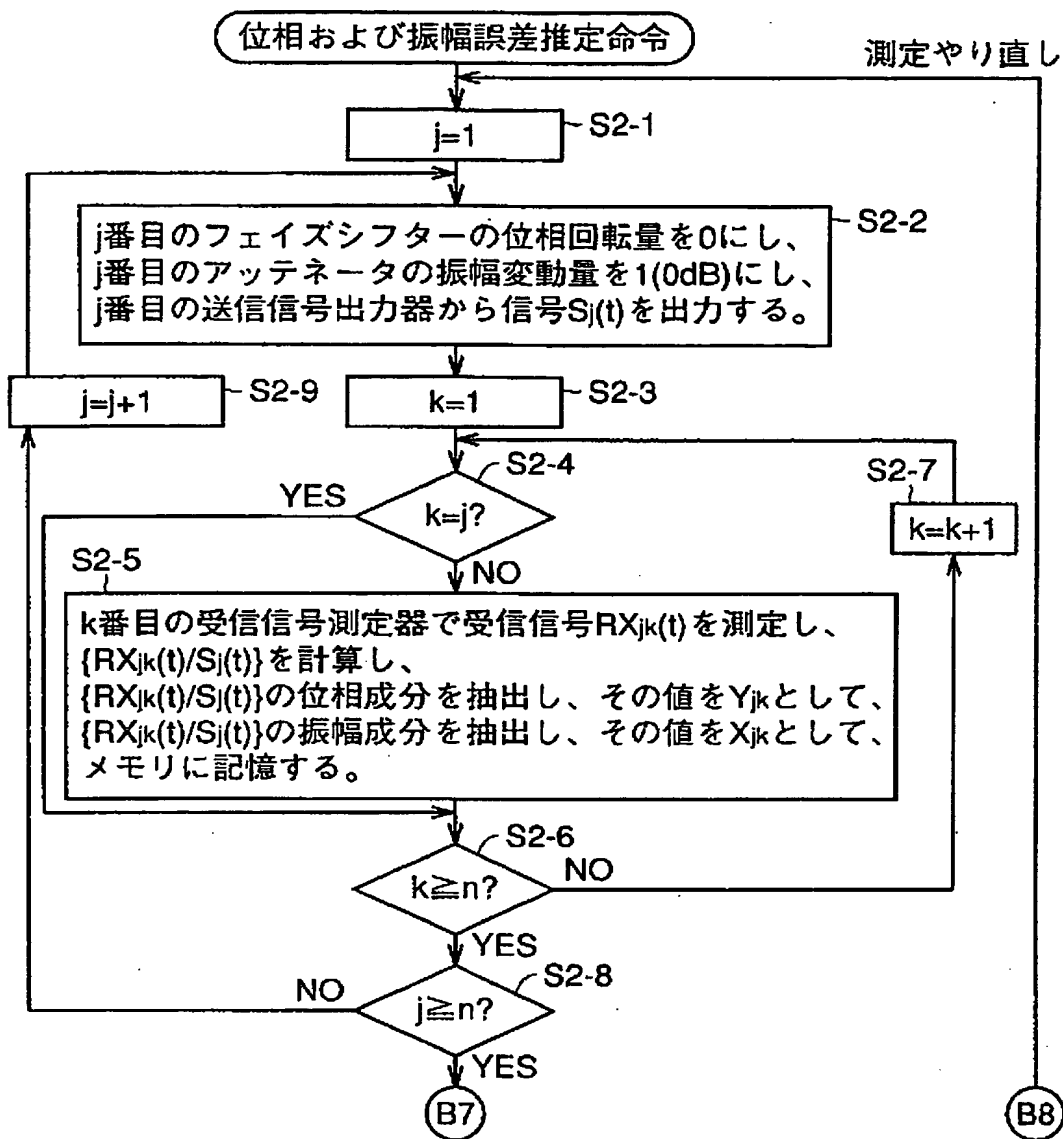 位相および振幅誤差推定命令
測定やり直し
j=1
S2-1
S2-2
j番目のフェイズシフターの位相回転量を0にし、
j番目のアッテネータの振幅変動量を1(0dB)にし、
j番目の送信信号出力器から信号Sj(t)を出力する。
j=j+1
S2-9
k=1
S2-3
S2-4
YES
k=j?
NO
S2-7
k=k+1
S2-5
k番目の受信信号測定器で受信信号RXjk(t)を測定し、
{RXjk(t)/Sj(t)}を計算し、
{RXjk(t)/Sj(t)}の位相成分を抽出し、その値をYjkとして、
{RXjk(t)/Sj(t)}の振幅成分を抽出し、その値をXjkとして、
メモリに記憶する。
S2-6
k≧n?
NO
YES
S2-8
NO
j≧n?
YES
B7
B8